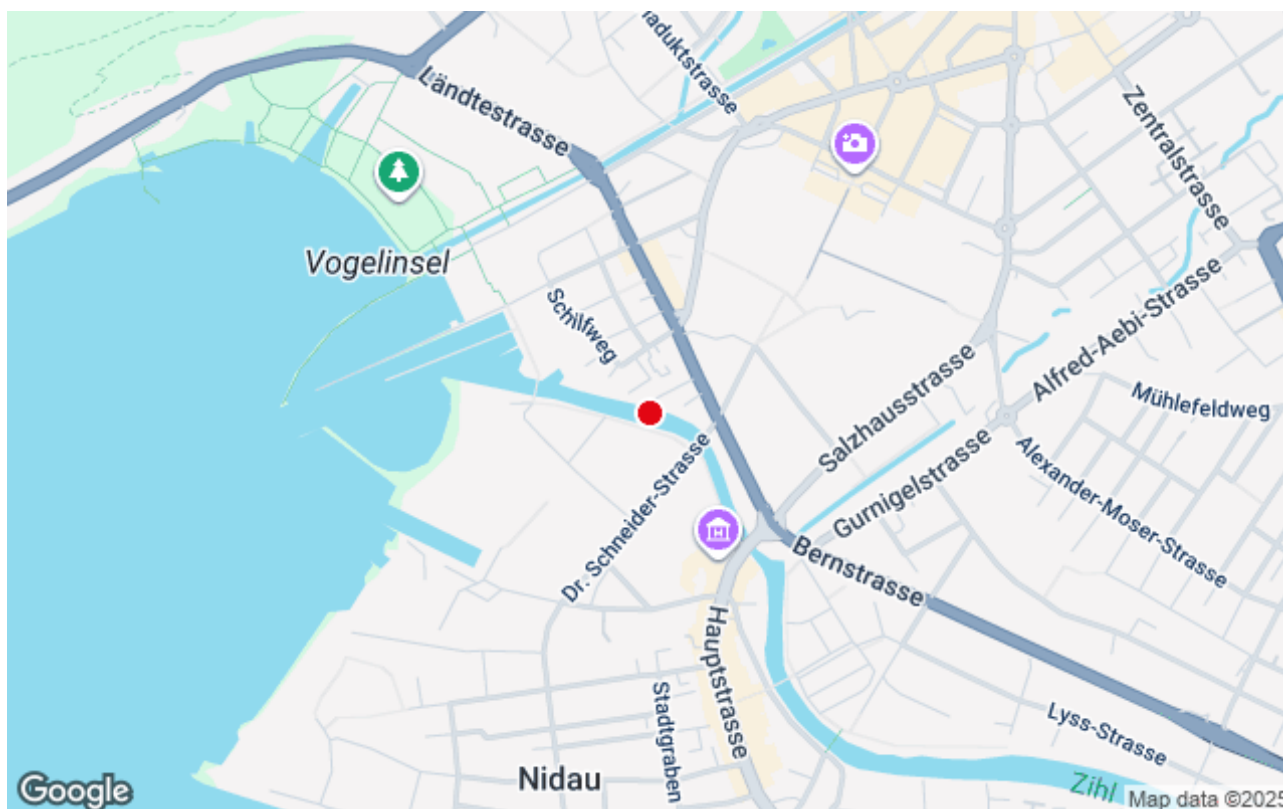 aduktstrasse
Ländtestrasse
Zentralstrasse
Vogelinsel
Schilfweg
Alfred-Aebi-Strasse
Salzhausstrasse
Mühlefeldweg
Gurnigelstrasse
Alexander-Moser-Strasse
Dr. Schneider-Strasse
Bernstrasse
Hauptstrasse
Stadtgraben
Lyss-Strasse
Nidau
Zihl
Google
Map data ©2025